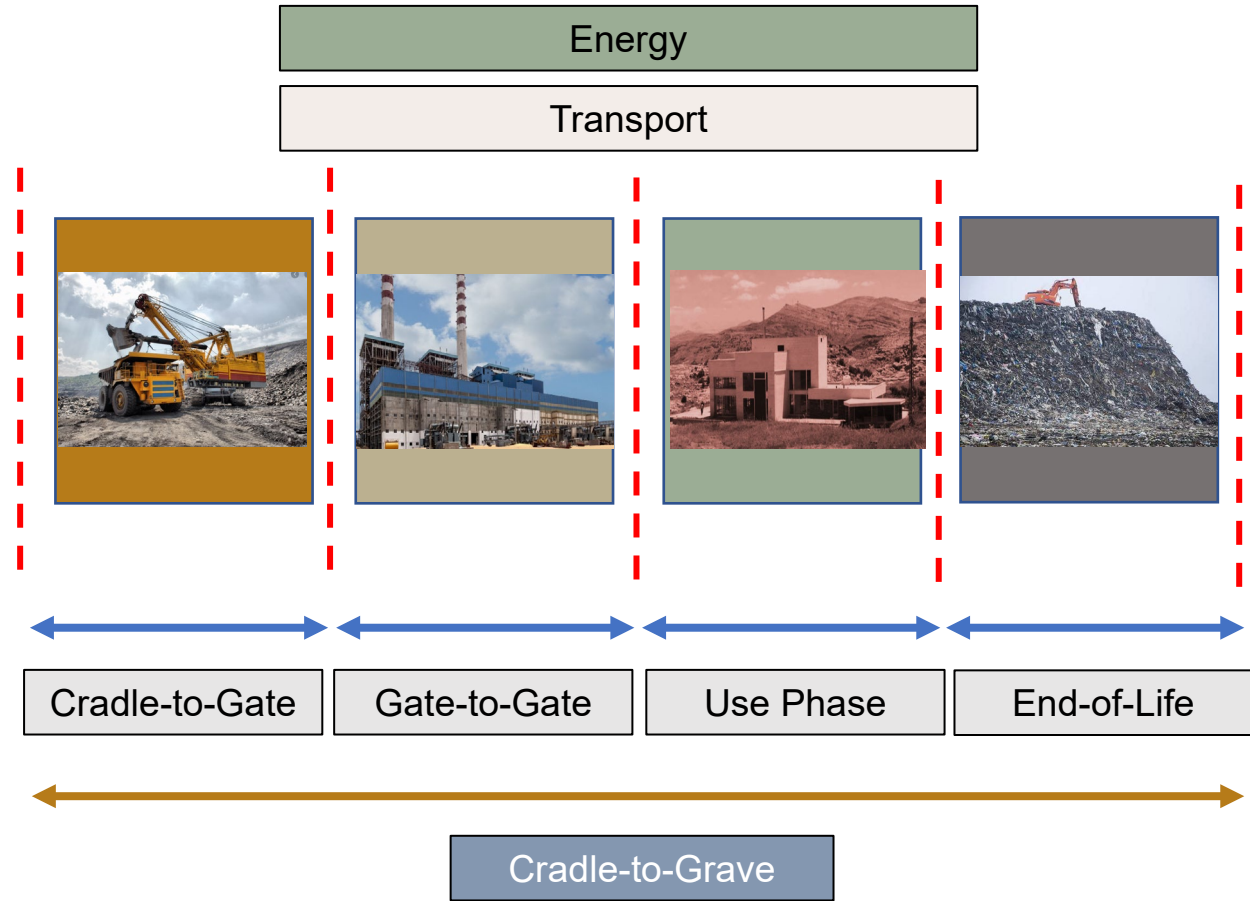 Energy
Transport
Cradle-to-Gate
Gate-to-Gate
Use Phase
End-of-Life
Cradle-to-Grave